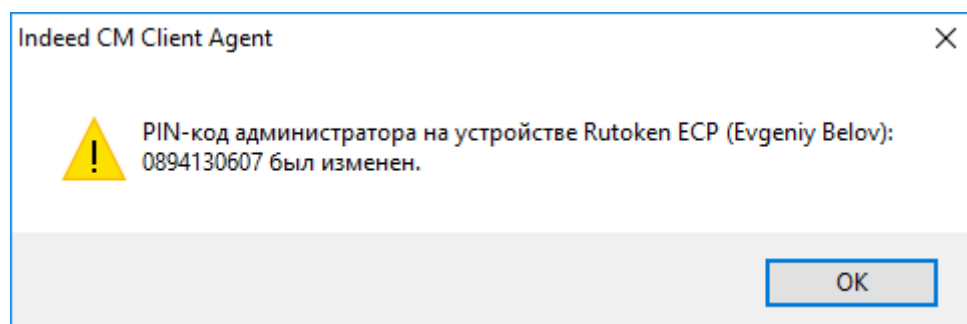 Indeed CM Client Agent
PIN-код администратора на устройстве Rutoken ECP (Evgeniy Belov):
0894130607 был изменен.
OK